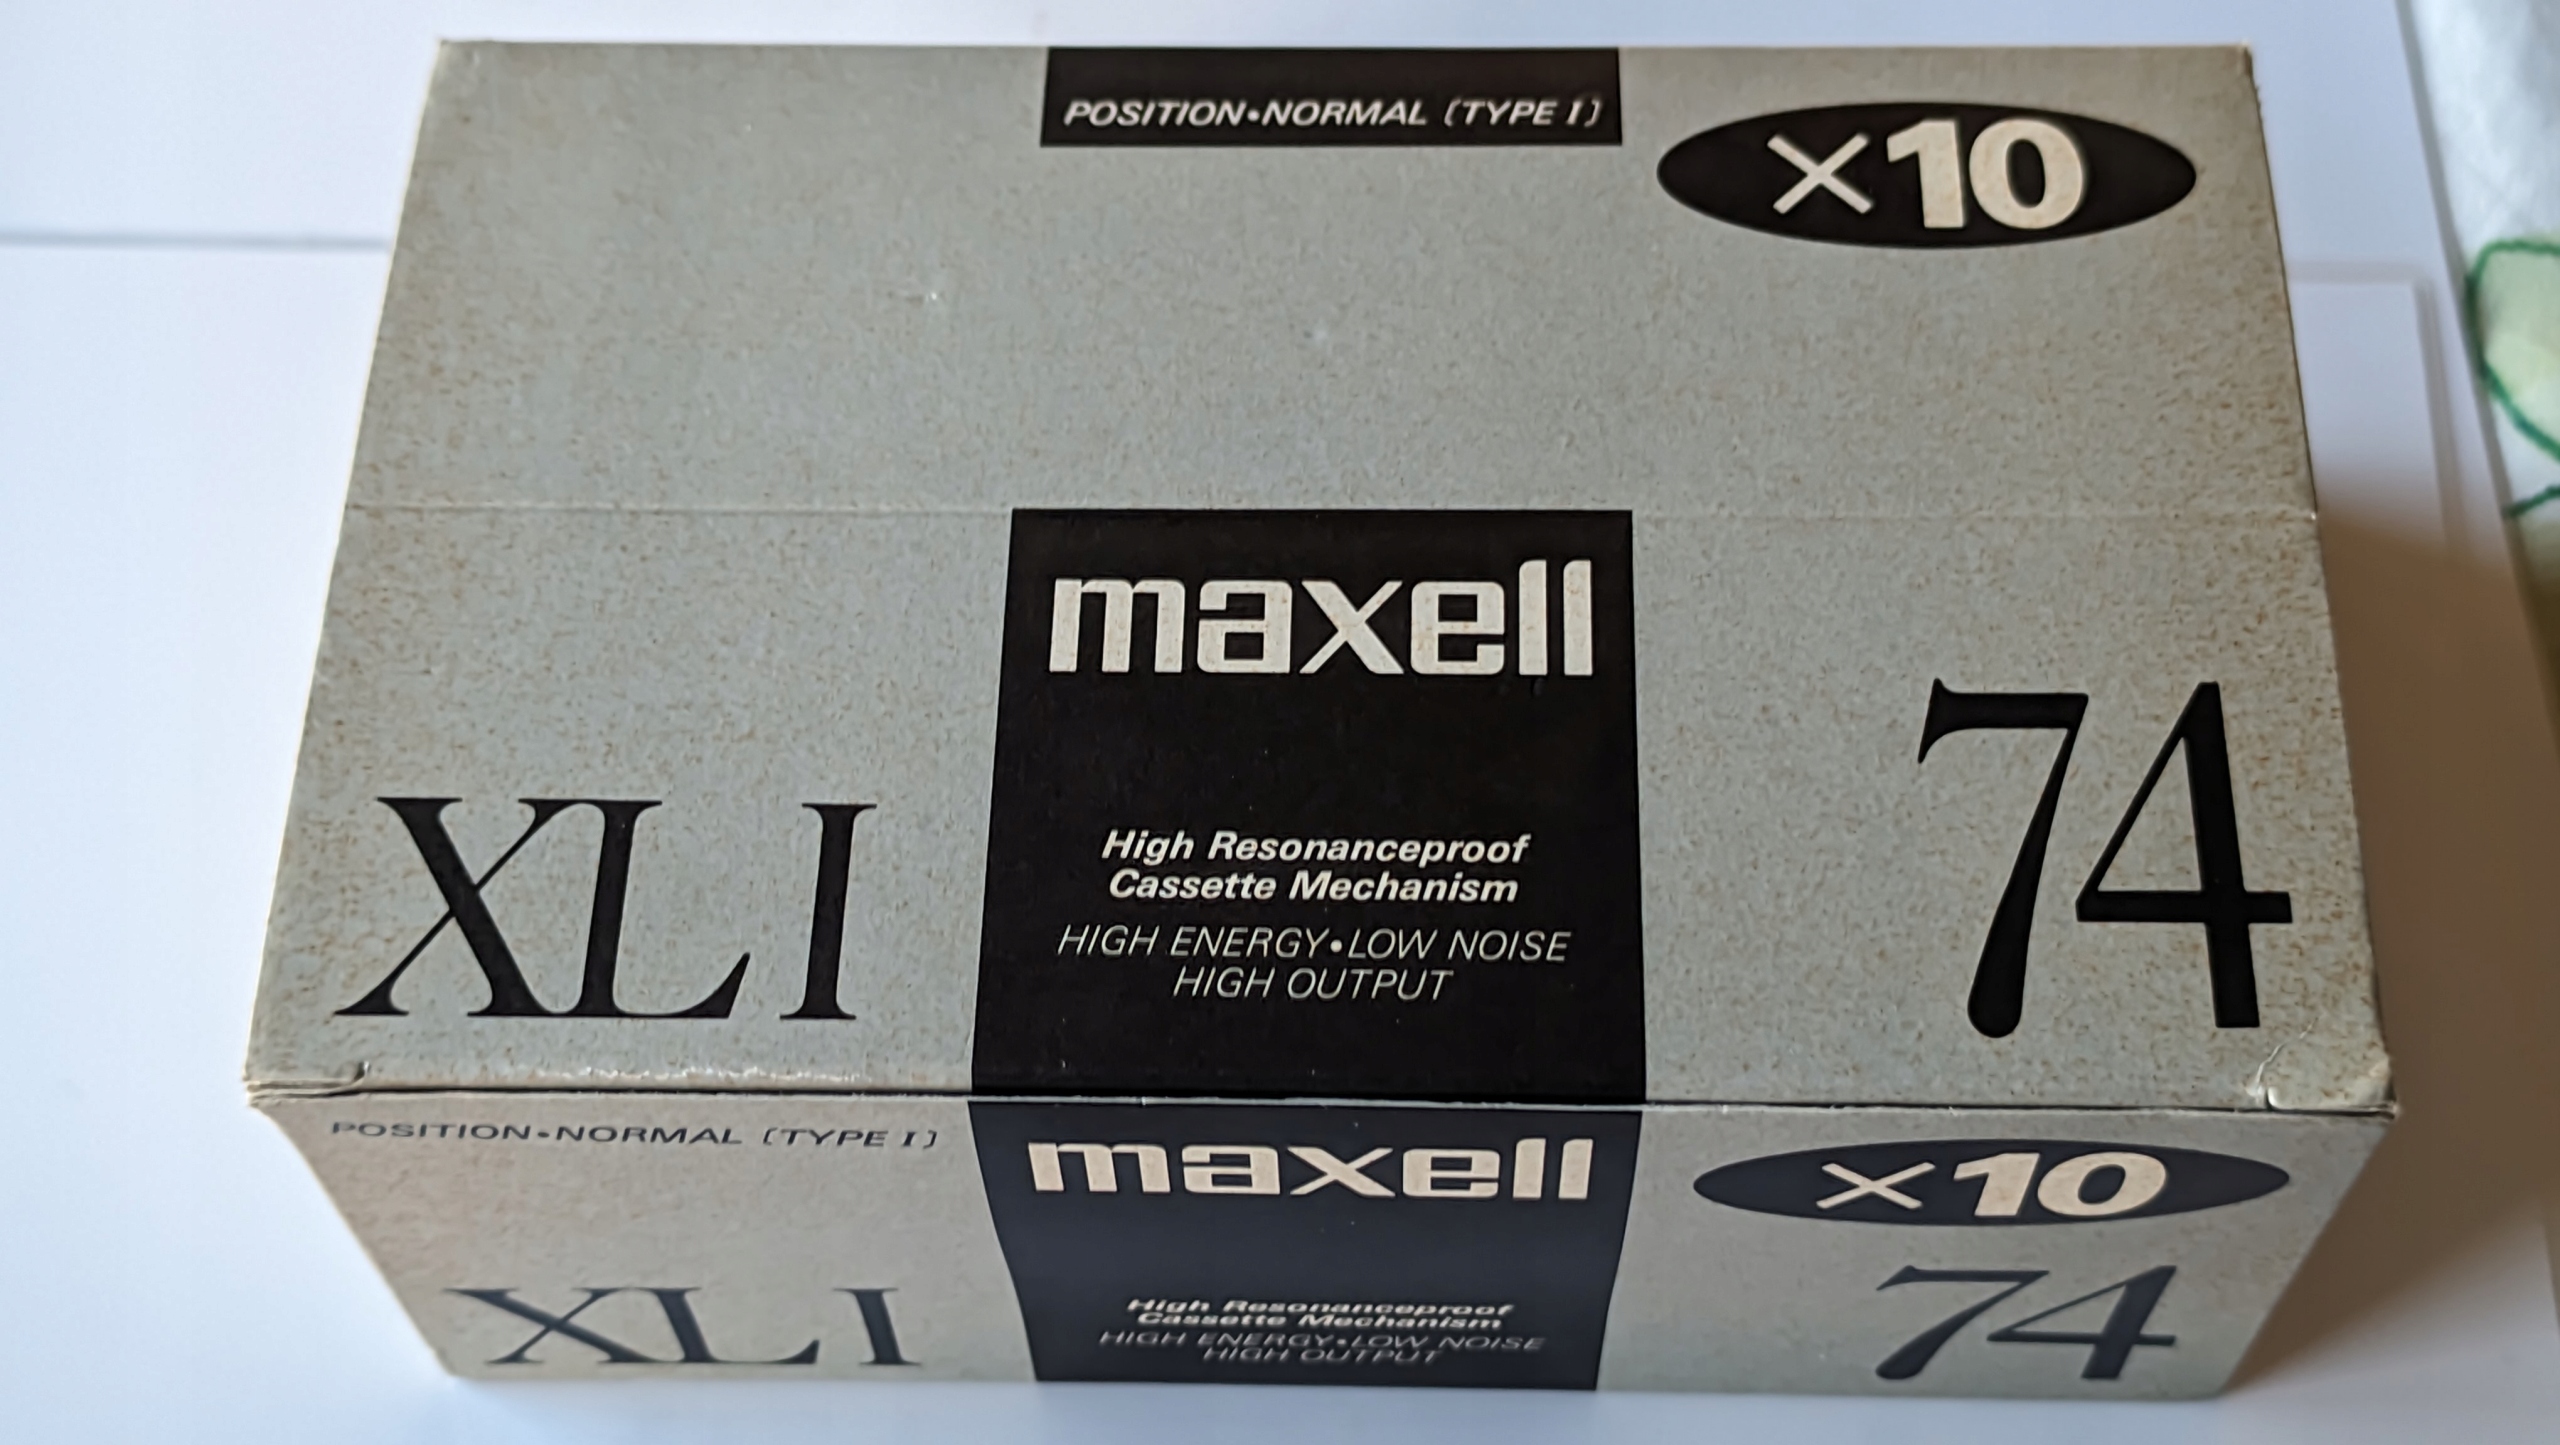 POSITION•NORMAL [TYPE I]
×10
maxell
74
XL I
High Resonanceproof
Cassette Mechanism
HIGH ENERGY•LOW NOISE
HIGH OUTPUT
POSITION•NORMAL [TYPE I]
maxell
×10
XL I
High Resonanceproof
Cassette Mechanism
HIGH ENERGY•LOW NOISE
HIGH OUTPUT
74